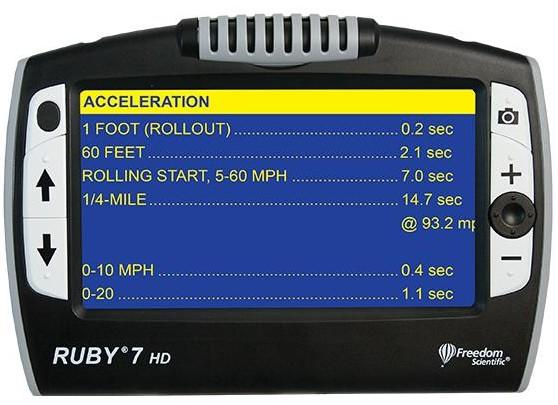 ACCELERATION
1 FOOT (ROLLOUT)....................................0.2 sec
60 FEET.......................................................2.1 sec
ROLLING START, 5-60 MPH .......................7.0 sec
1/4-MILE......................................................14.7 sec
@ 93.2 mp
0-10 MPH ....................................................0.4 sec
0-20 .............................................................1.1 sec
RUBY® 7 HD
Freedom
Scientific®